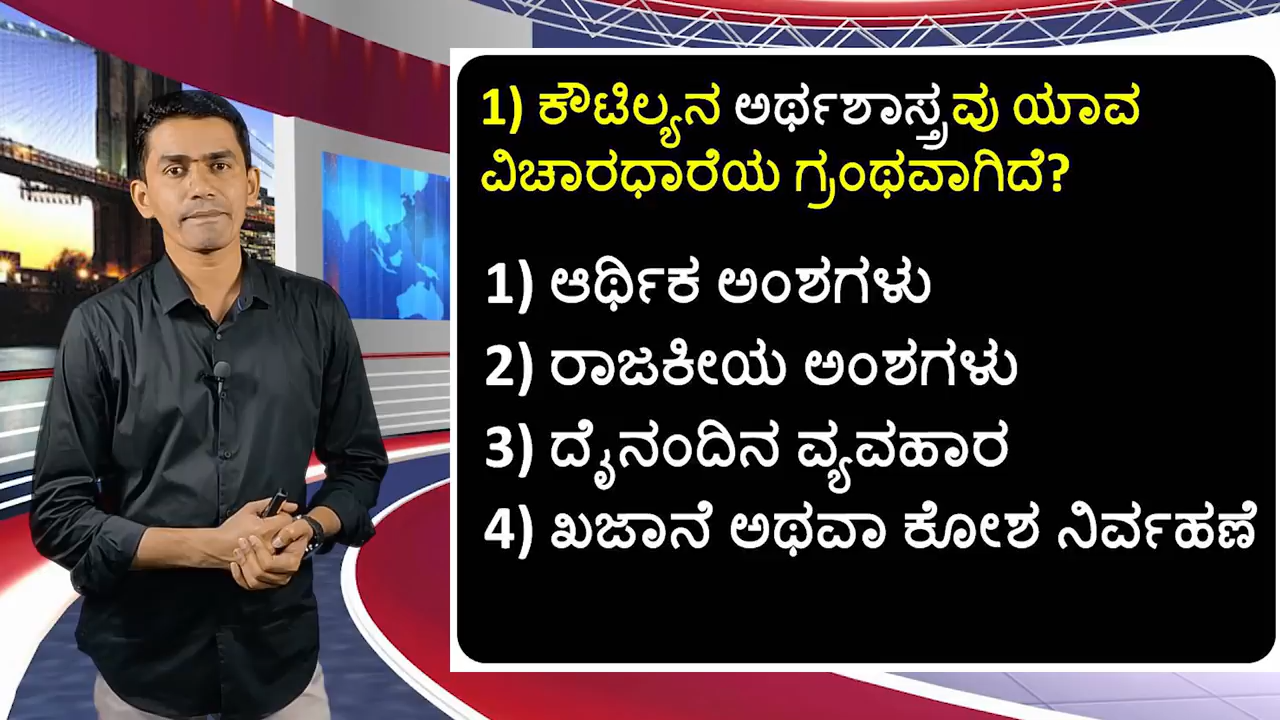 1) ಕೌಟಿಲ್ಯನ ಅರ್ಥಶಾಸ್ತ್ರವು ಯಾವ
ವಿಚಾರಧಾರೆಯ ಗ್ರಂಥವಾಗಿದೆ?
1) ಆರ್ಥಿಕ ಅಂಶಗಳು
2) ರಾಜಕೀಯ ಅಂಶಗಳು
3) ದೈನಂದಿನ ವ್ಯವಹಾರ
4) ಖಜಾನೆ ಅಥವಾ ಕೋಶ ನಿರ್ವಹಣೆ